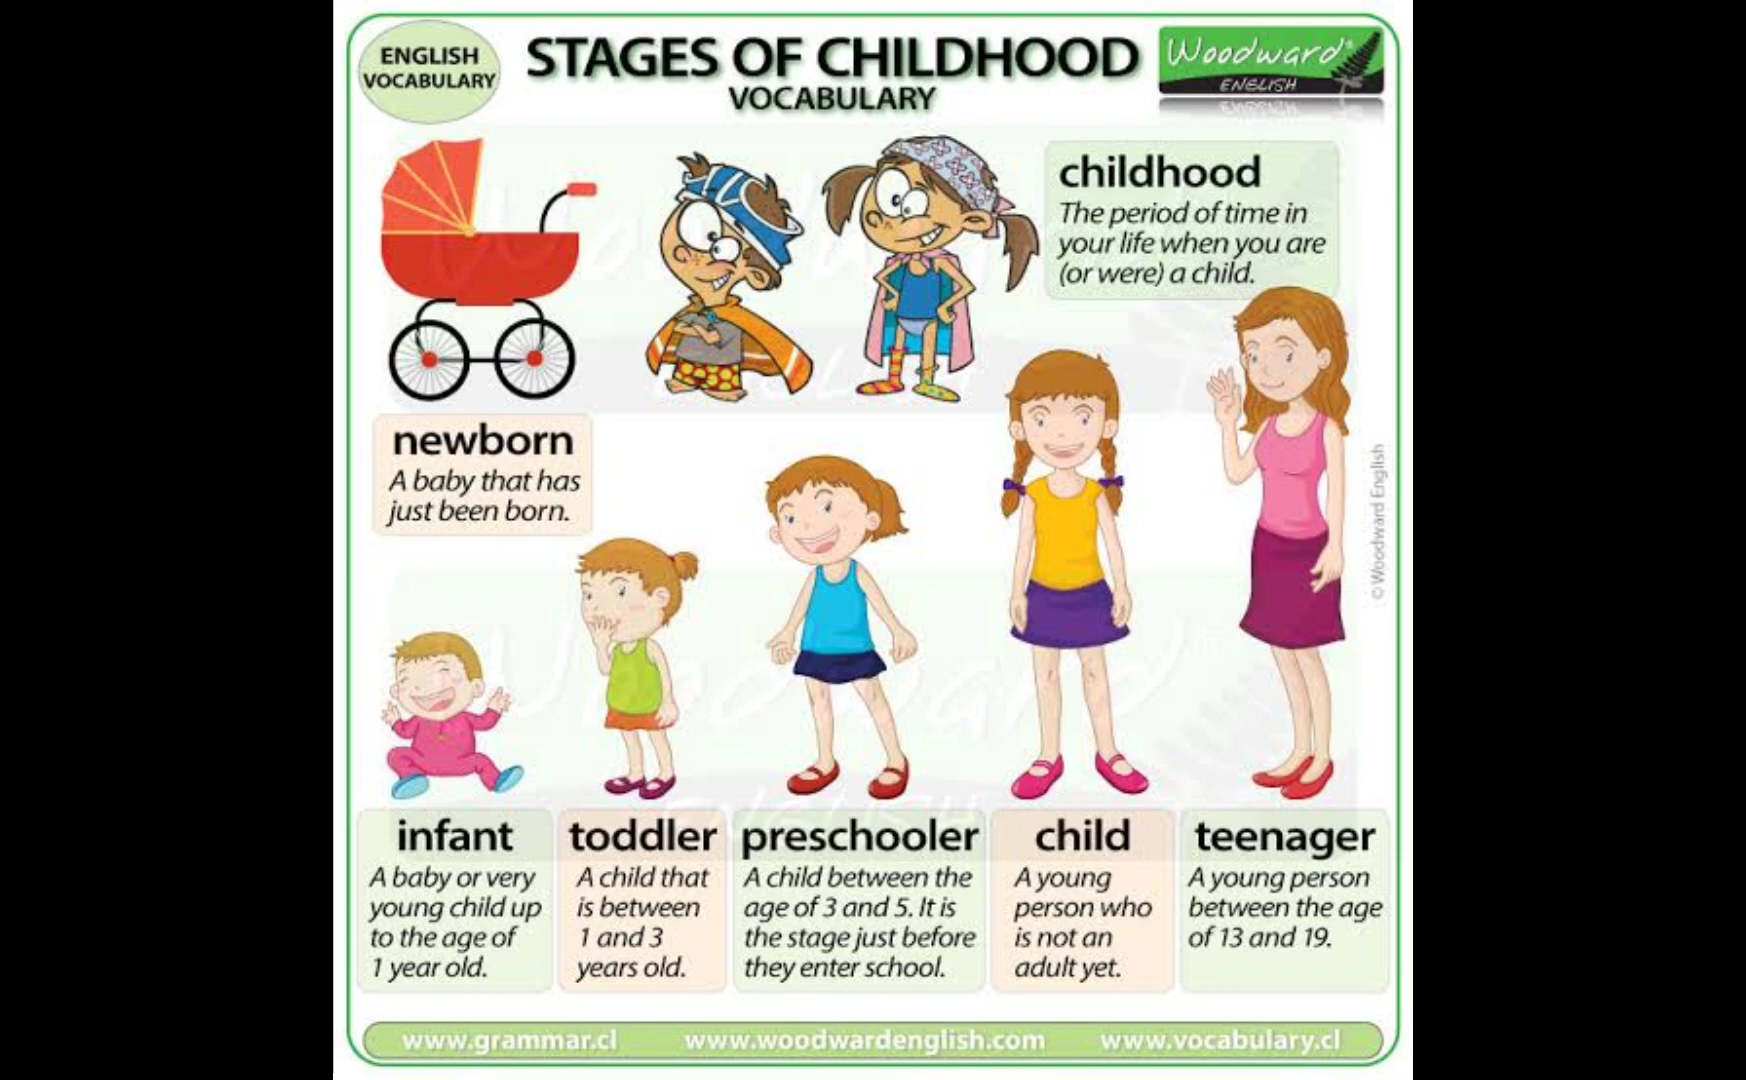 ENGLISH
VOCABULARY
STAGES OF CHILDHOOD
VOCABULARY
Woodward®
ENGLISH
childhood
The period of time in
your life when you are
(or were) a child.
newborn
A baby that has
just been born.
© Woodward English
infant
A baby or very
young child up
to the age of
1 year old.
toddler
A child that
is between
1 and 3
years old.
preschooler
A child between the
age of 3 and 5. It is
the stage just before
they enter school.
child
A young
person who
is not an
adult yet.
teenager
A young person
between the age
of 13 and 19.
www.grammar.cl
www.woodwardenglish.com
www.vocabulary.cl